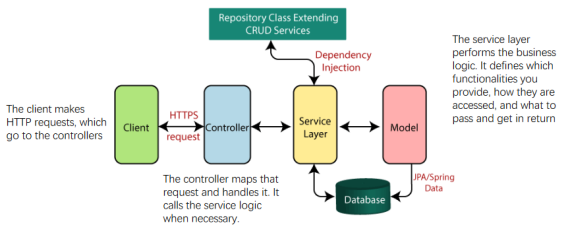 Repository Class Extending
CRUD Services
Dependency
Injection
The service layer
performs the business
logic. It defines which
functionalities you
provide, how they are
accessed, and what to
pass and get in return
The client makes
HTTP requests, which
go to the controllers
Client
HTTPS
request
Controller
Service
Layer
Model
The controller maps that
request and handles it. It
calls the service logic
when necessary.
JPA/Spring
Data
Database